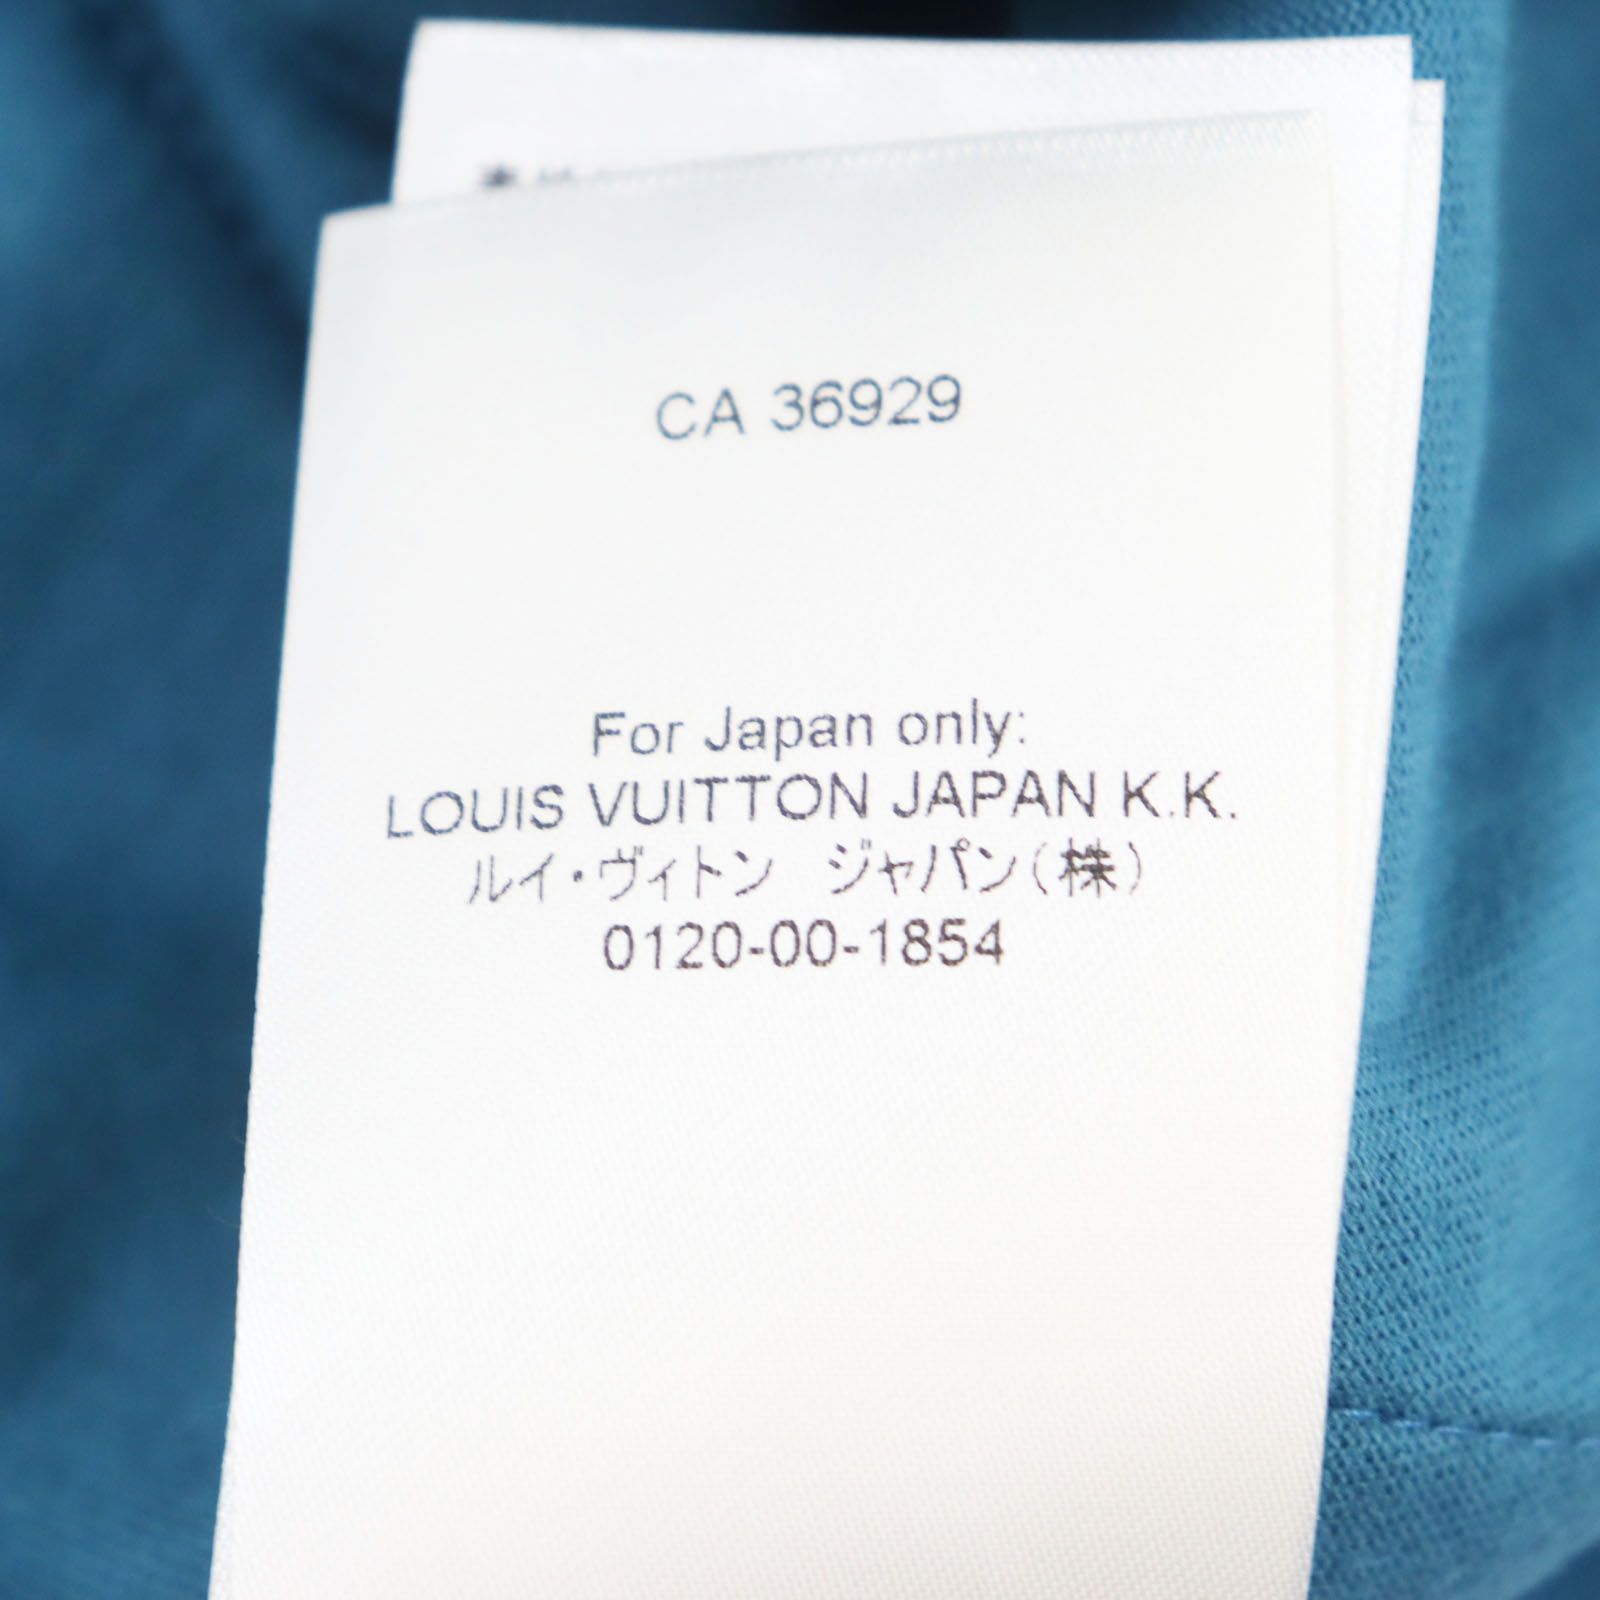 CA 36929
For Japan only:
LOUIS VUITTON JAPAN K.K.
ルイ・ヴィトン　ジャパン(株)
0120-00-1854